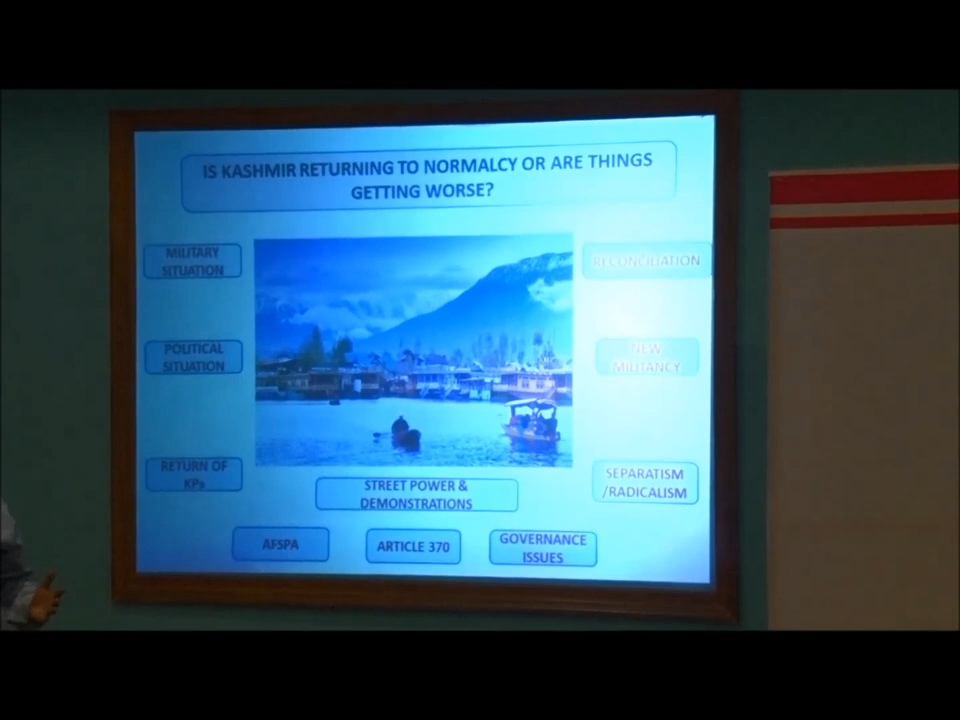 IS KASHMIR RETURNING TO NORMALCY OR ARE THINGS
GETTING WORSE?
MILITARY
SITUATION
RECONCILIATION
POLITICAL
SITUATION
NEW
MILITANCY
RETURN OF
KPs
STREET POWER &
DEMONSTRATIONS
SEPARATISM
/RADICALISM
AFSPA
ARTICLE 370
GOVERNANCE
ISSUES